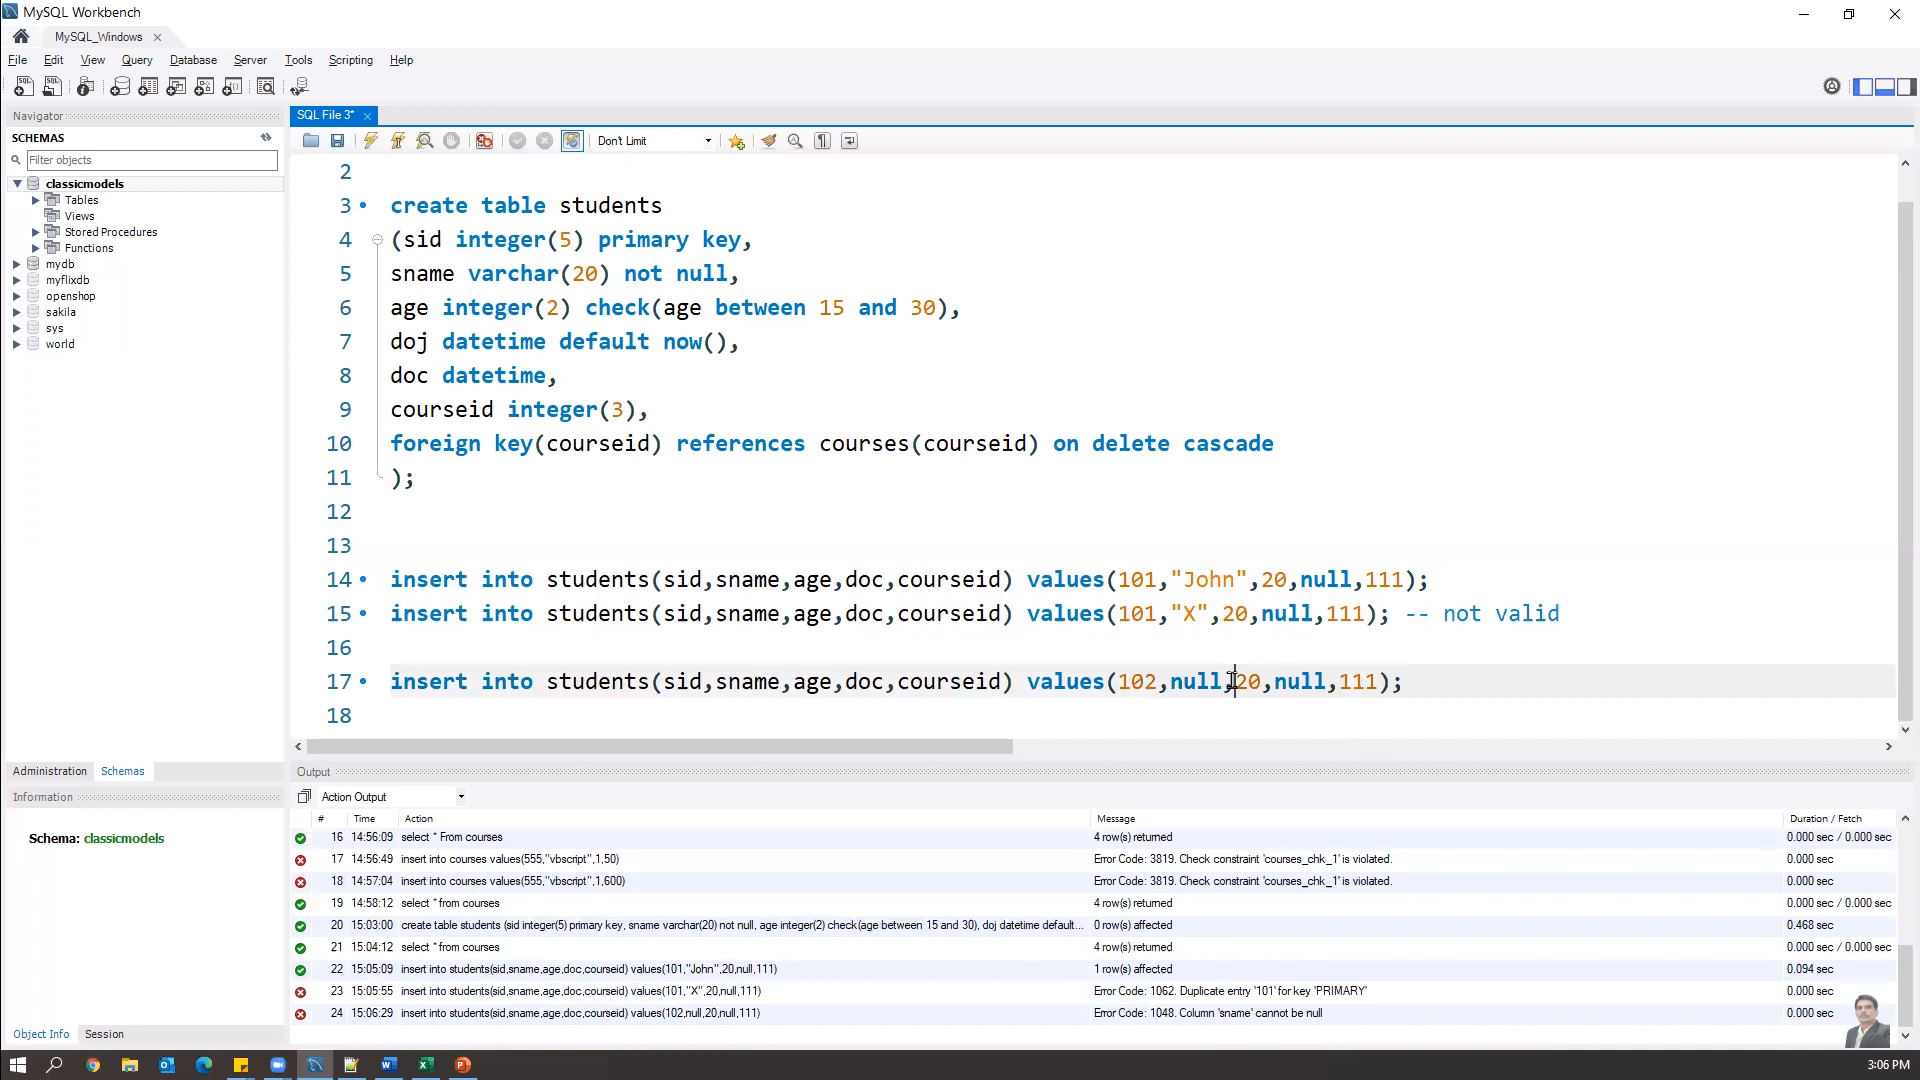 MySQL Workbench
MySQL_Windows
File Edit View Query Database Server Tools Scripting Help
Navigator
SCHEMAS
Filter objects
classicmodels
Tables
Views
Stored Procedures
Functions
mydb
myflixdb
openshop
sakila
sys
world
Administration Schemas
Information
Schema: classicmodels
Object Info Session
SQL File 3*
Don't Limit
2
3 create table students
4 (sid integer(5) primary key,
5 sname varchar(20) not null,
6 age integer(2) check(age between 15 and 30),
7 doj datetime default now(),
8 doc datetime,
9 courseid integer(3),
10 foreign key(courseid) references courses(courseid) on delete cascade
11 );
12
13
14 insert into students(sid,sname,age,doc,courseid) values(101,"John",20,null,111);
15 insert into students(sid,sname,age,doc,courseid) values(101,"X",20,null,111); -- not valid
16
17 insert into students(sid,sname,age,doc,courseid) values(102,null,20,null,111);
18
Output
Action Output
# Time Action Message Duration / Fetch
16 14:56:09 select * From courses 4 row(s) returned 0.000 sec / 0.000 sec
17 14:56:49 insert into courses values(555,"vbscript",1,50) Error Code: 3819. Check constraint 'courses_chk_1' is violated. 0.000 sec
18 14:57:04 insert into courses values(555,"vbscript",1,600) Error Code: 3819. Check constraint 'courses_chk_1' is violated. 0.000 sec
19 14:58:12 select * from courses 4 row(s) returned 0.000 sec / 0.000 sec
20 15:03:00 create table students (sid integer(5) primary key, sname varchar(20) not null, age integer(2) check(age between 15 and 30), doj datetime default... 0 row(s) affected 0.468 sec
21 15:04:12 select * from courses 4 row(s) returned 0.000 sec / 0.000 sec
22 15:05:09 insert into students(sid,sname,age,doc,courseid) values(101,"John",20,null,111) 1 row(s) affected 0.094 sec
23 15:05:55 insert into students(sid,sname,age,doc,courseid) values(101,"X",20,null,111) Error Code: 1062. Duplicate entry '101' for key 'PRIMARY' 0.000 sec
24 15:06:29 insert into students(sid,sname,age,doc,courseid) values(102,null,20,null,111) Error Code: 1048. Column 'sname' cannot be null 0.000 sec
3:06 PM